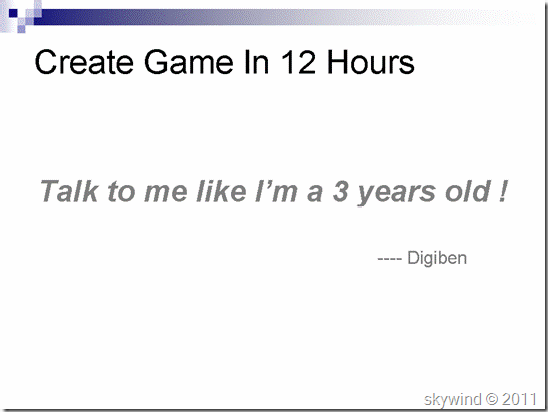 Create Game In 12 Hours
Talk to me like I’m a 3 years old !
---- Digiben
skywind © 2011